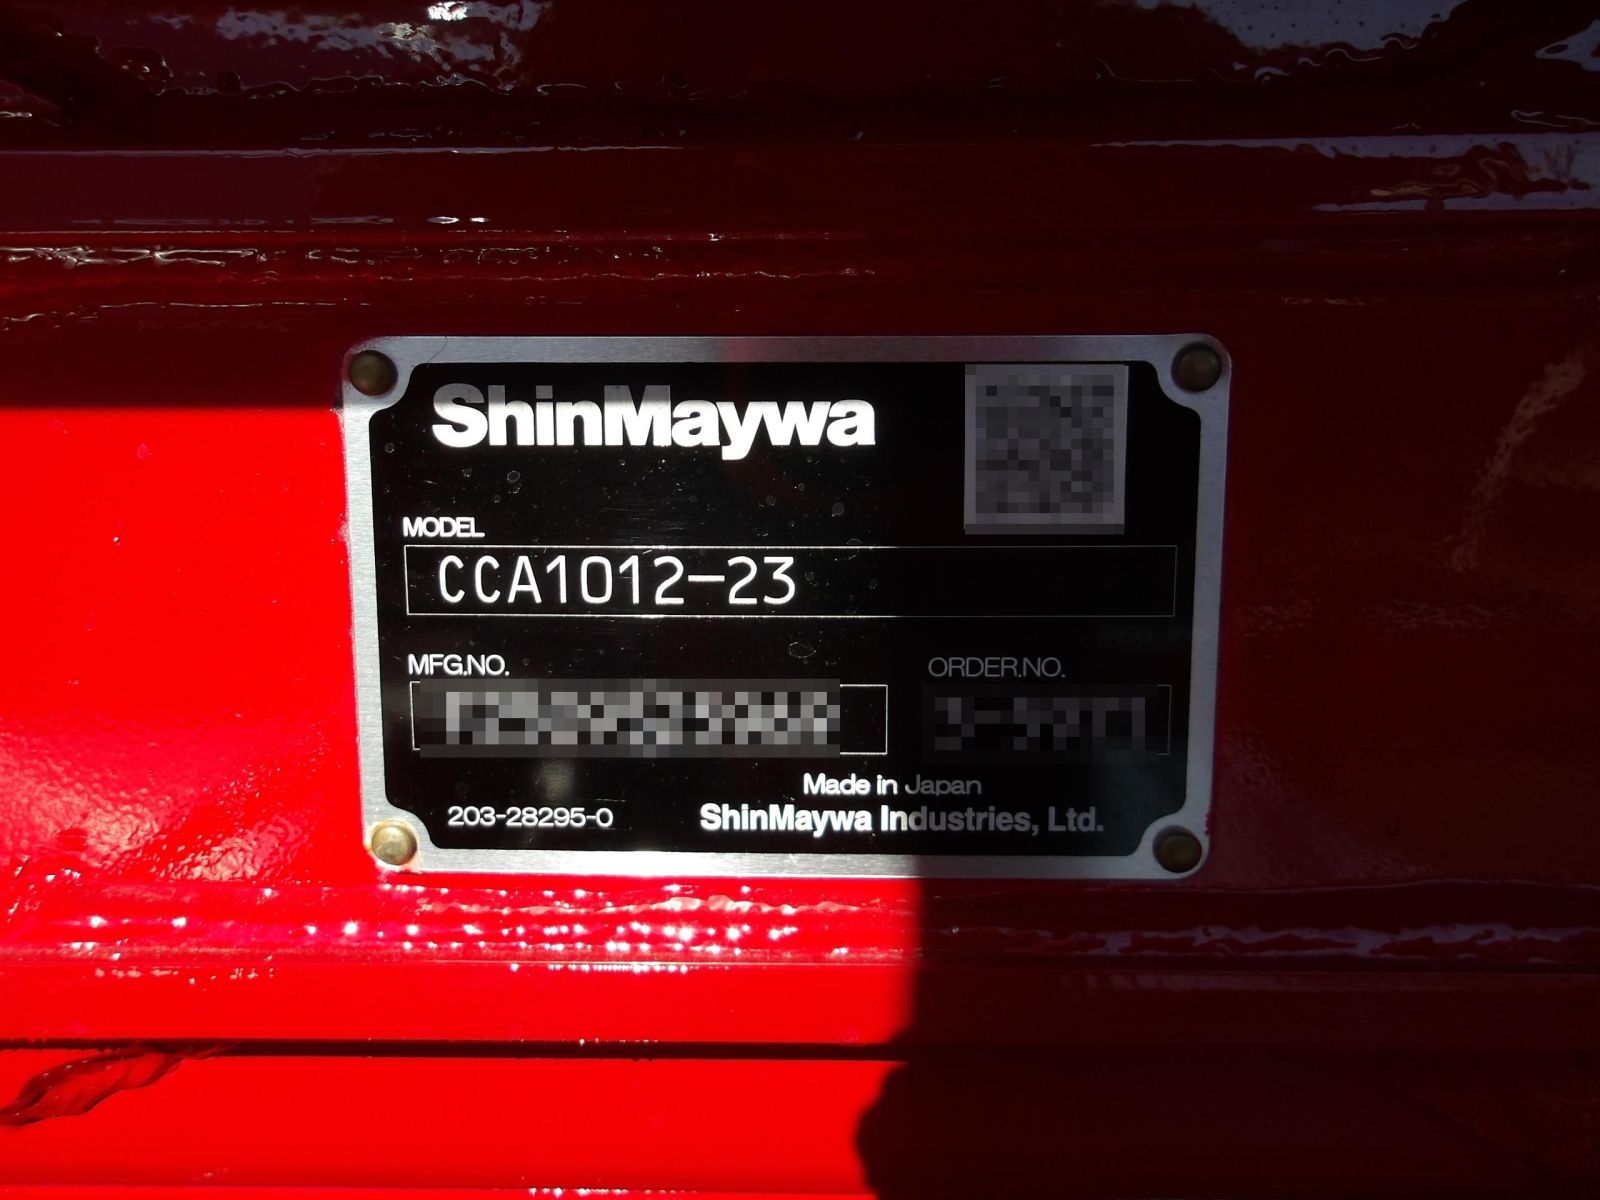 ShinMaywa
MODEL
CCA1012-23
MFG.NO.
ORDER.NO.
Made in Japan
203-28295-0
ShinMaywa Industries, Ltd.